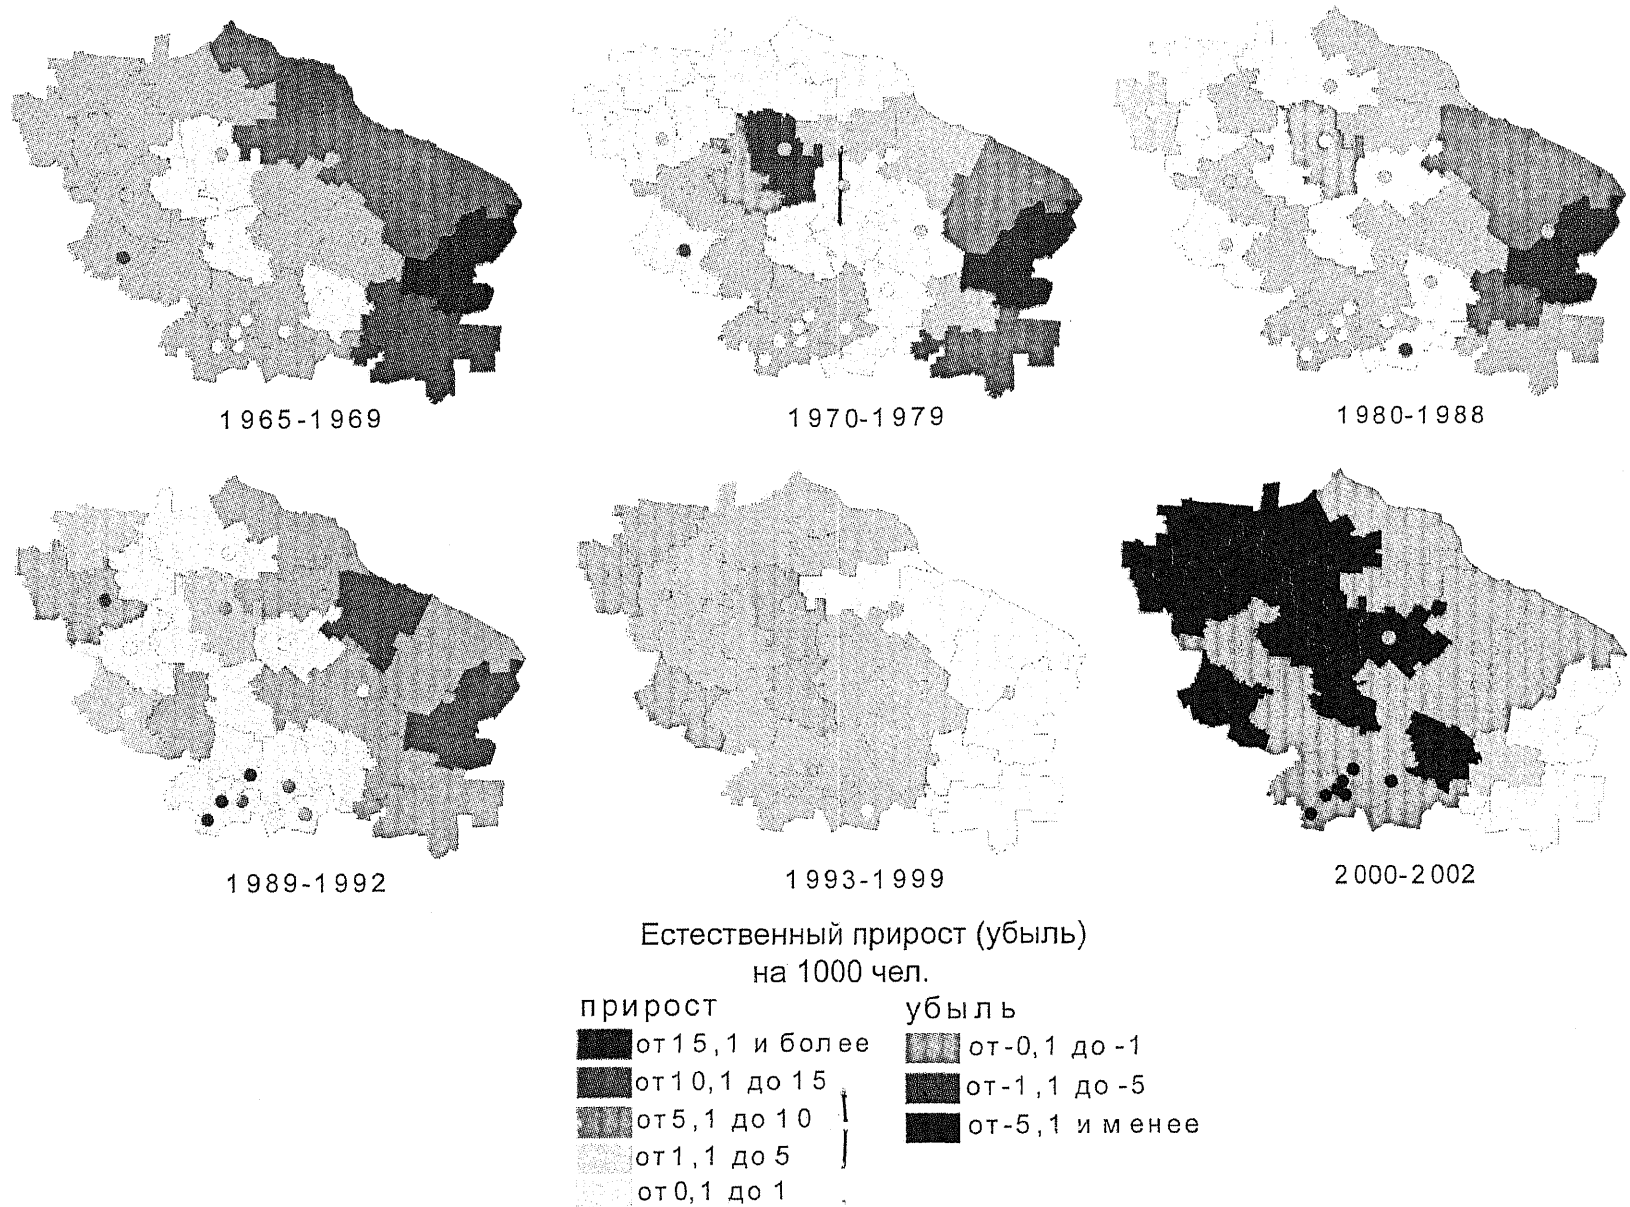 1965-1969
1970-1979
1980-1988
1989-1992
1993-1999
2000-2002
Естественный прирост (убыль)
на 1000 чел.
прирост
от 15,1 и более
от 10,1 до 15
от 5,1 до 10
от 1,1 до 5
от 0,1 до 1
убыль
от -0,1 до -1
от -1,1 до -5
от -5,1 и менее